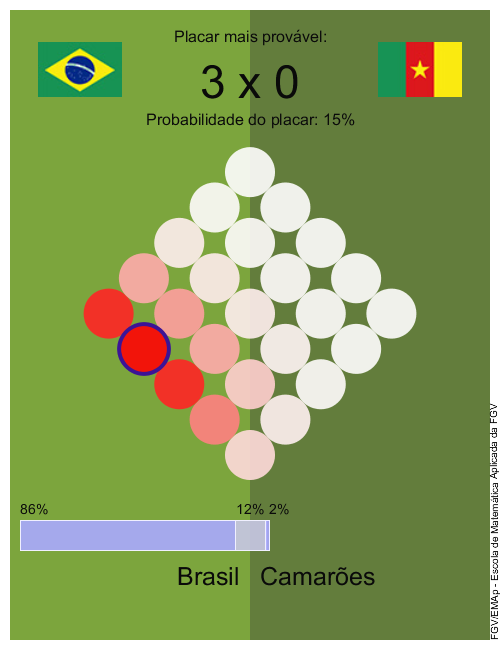 Placar mais provável:
3 x 0
Probabilidade do placar: 15%
86%
12% 2%
Brasil
Camarões
FGV/EMAp - Escola de Matemática Aplicada da FGV